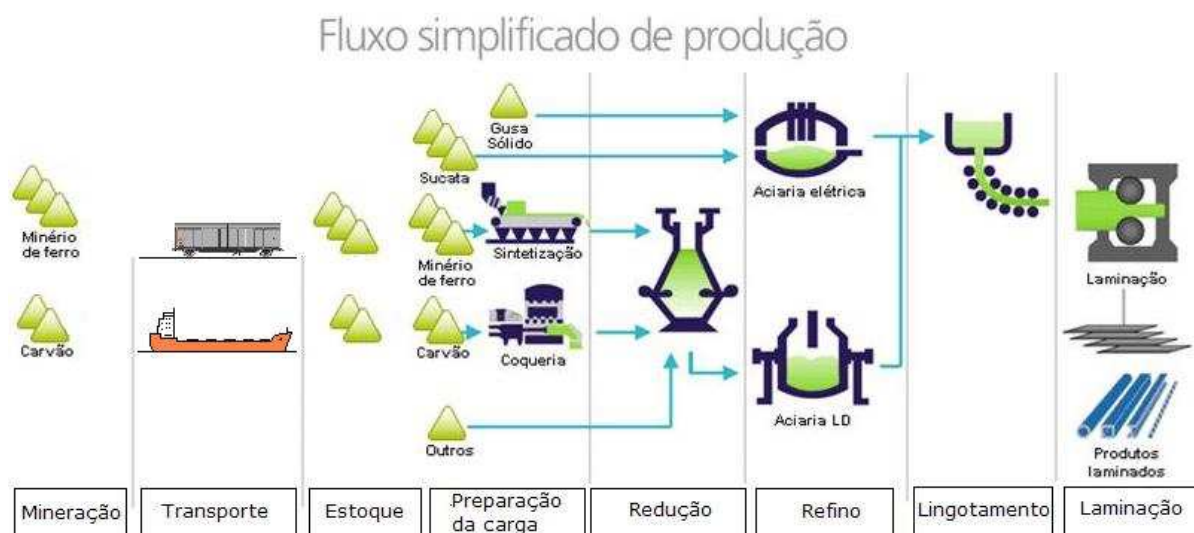 Fluxo simplificado de produção
Gusa
Sólido
Sucata
Aciaria elétrica
Minério
de ferro
Sintetização
Minério
de ferro
Laminação
Carvão
Carvão
Coqueria
Aciaria LD
Outros
Produtos
laminados
Mineração
Transporte
Estoque
Preparação
da carga
Redução
Refino
Lingotamento
Laminação